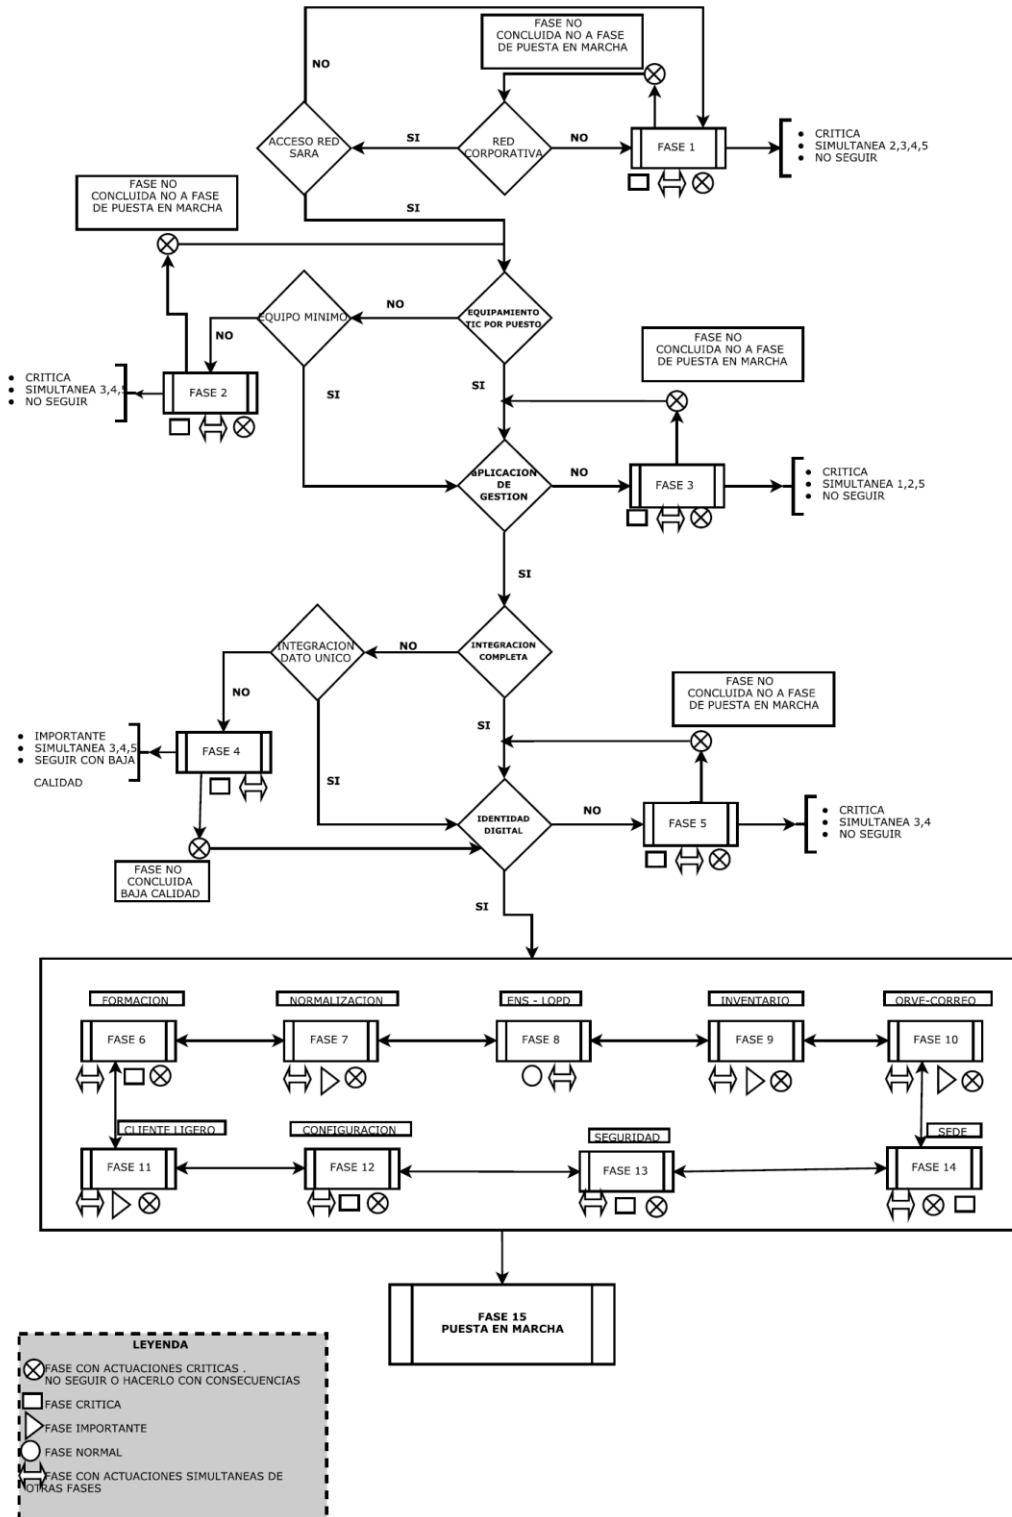 FASE NO
CONCLUIDA NO A FASE
DE PUESTA EN MARCHA
NO
ACCESO RED
SARA
SI
RED
CORPORATIVA
NO
FASE 1
• CRITICA
• SIMULTANEA 2,3,4,5
• NO SEGUIR
FASE NO
CONCLUIDA NO A FASE
DE PUESTA EN MARCHA
SI
EQUIPO MINIMO
NO
EQUIPAMIENTO
TIC POR PUESTO
NO
FASE NO
CONCLUIDA NO A FASE
DE PUESTA EN MARCHA
• CRITICA
• SIMULTANEA 3,4,5
• NO SEGUIR
FASE 2
SI
SI
aPLICACION
DE
GESTION
NO
FASE 3
• CRITICA
• SIMULTANEA 1,2,5
• NO SEGUIR
SI
INTEGRACION
DATO UNICO
NO
INTEGRACION
COMPLETA
FASE NO
CONCLUIDA NO A FASE
DE PUESTA EN MARCHA
NO
SI
• IMPORTANTE
• SIMULTANEA 3,4,5
• SEGUIR CON BAJA
CALIDAD
FASE 4
SI
IDENTIDAD
DIGITAL
NO
FASE 5
• CRITICA
• SIMULTANEA 3,4
• NO SEGUIR
FASE NO
CONCLUIDA
BAJA CALIDAD
SI
FORMACION
NORMALIZACION
ENS - LOPD
INVENTARIO
ORVE-CORREO
FASE 6
FASE 7
FASE 8
FASE 9
FASE 10
CLIENTE LIGERO
CONFIGURACION
SEGURIDAD
SEDE
FASE 11
FASE 12
FASE 13
FASE 14
FASE 15
PUESTA EN MARCHA
LEYENDA
FASE CON ACTUACIONES CRITICAS .
NO SEGUIR O HACERLO CON CONSECUENCIAS
FASE CRITICA
FASE IMPORTANTE
FASE NORMAL
FASE CON ACTUACIONES SIMULTANEAS DE
OTRAS FASES